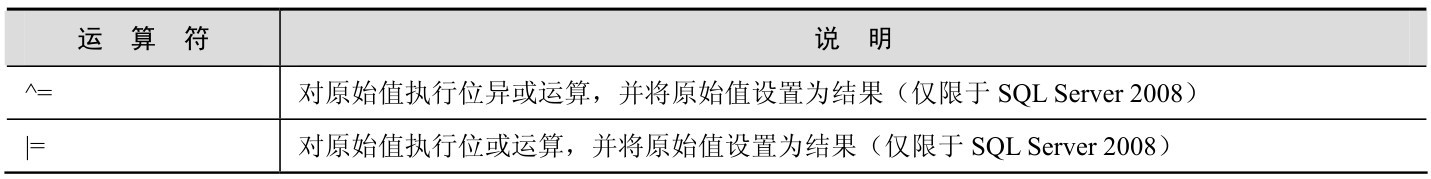 运 算 符 说 明
^= 对原始值执行位异或运算，并将原始值设置为结果（仅限于 SQL Server 2008）
|= 对原始值执行位或运算，并将原始值设置为结果（仅限于 SQL Server 2008）